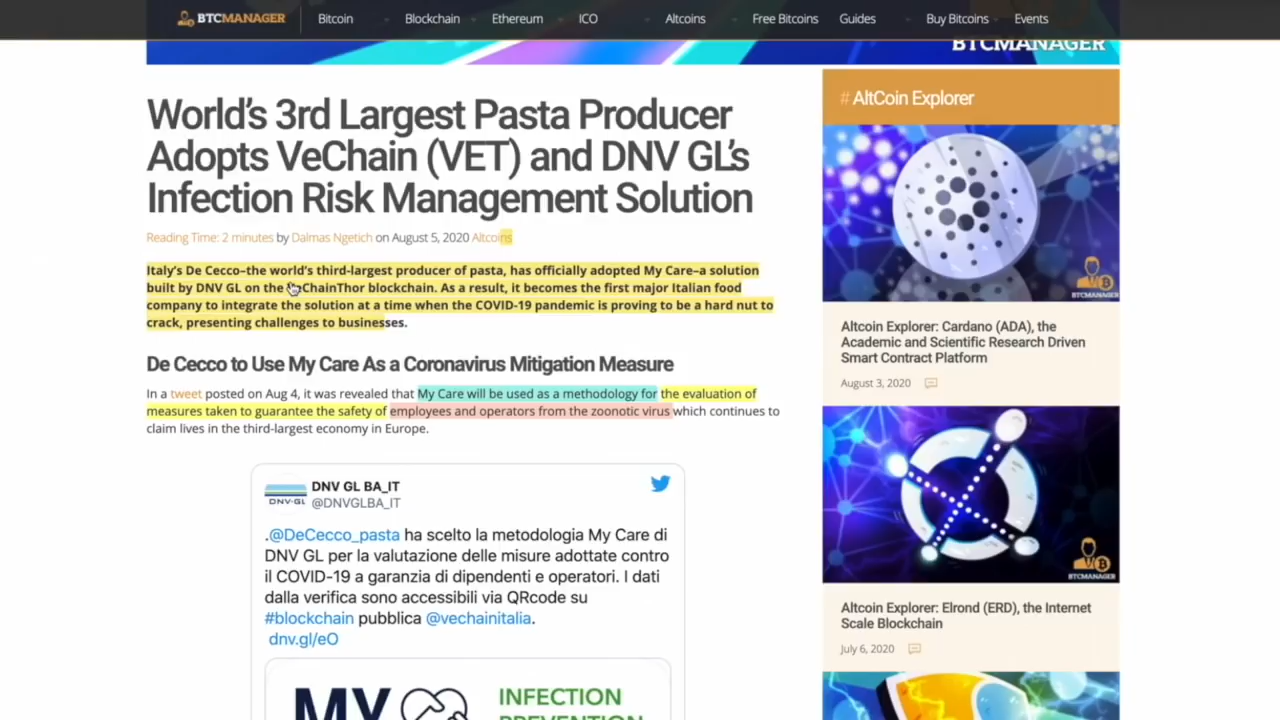 BTCMANAGER
Bitcoin
Blockchain
Ethereum
ICO
Altcoins
Free Bitcoins
Guides
Buy Bitcoins
Events
BTCMANAGER
World's 3rd Largest Pasta Producer
Adopts VeChain (VET) and DNV GL's
Infection Risk Management Solution
Reading Time: 2 minutes by Dalmas Ngetich on August 5, 2020 Altcoins
Italy's De Cecco–the world's third-largest producer of pasta, has officially adopted My Care–a solution
built by DNV GL on the VeChainThor blockchain. As a result, it becomes the first major Italian food
company to integrate the solution at a time when the COVID-19 pandemic is proving to be a hard nut to
crack, presenting challenges to businesses.
De Cecco to Use My Care As a Coronavirus Mitigation Measure
In a tweet posted on Aug 4, it was revealed that My Care will be used as a methodology for the evaluation of
measures taken to guarantee the safety of employees and operators from the zoonotic virus which continues to
claim lives in the third-largest economy in Europe.
DNV GL BA_IT
@DNVGLBA_IT
DNV·GL
.@DeCecco_pasta ha scelto la metodologia My Care di
DNV GL per la valutazione delle misure adottate contro
il COVID-19 a garanzia di dipendenti e operatori. I dati
dalla verifica sono accessibili via QRcode su
#blockchain pubblica @vechainitalia.
dnv.gl/eO
MY
INFECTION
PREVENTION
# AltCoin Explorer
BTCMANAGER
Altcoin Explorer: Cardano (ADA), the
Academic and Scientific Research Driven
Smart Contract Platform
August 3, 2020
BTCMANAGER
Altcoin Explorer: Elrond (ERD), the Internet
Scale Blockchain
July 6, 2020